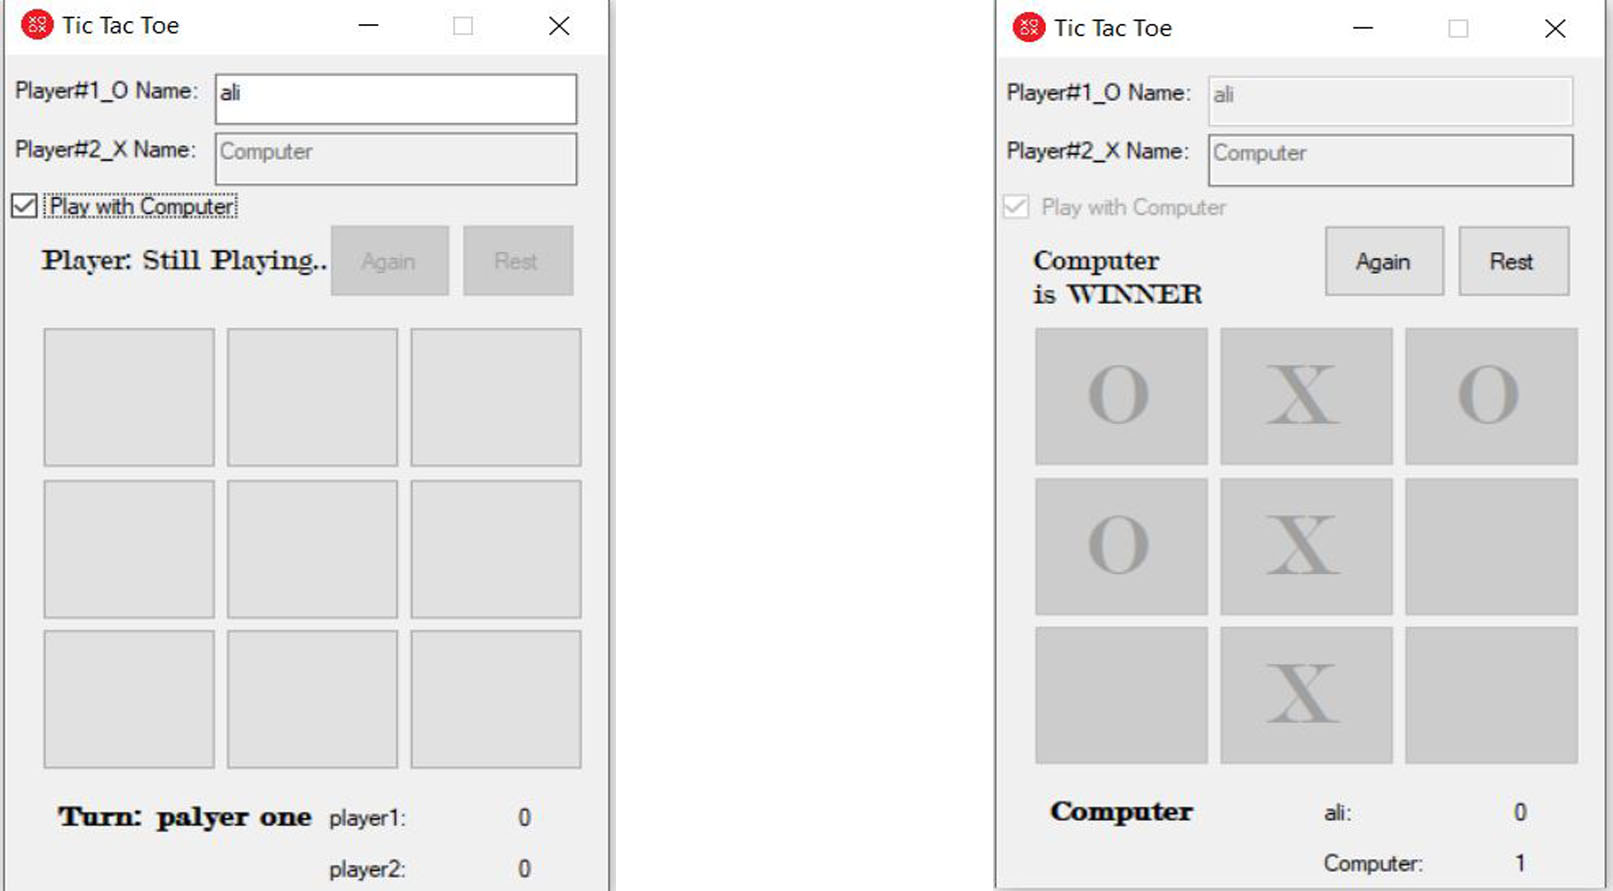 Tic Tac Toe
Player#1_O Name: ali
Player#2_X Name: Computer
Play with Computer
Player: Still Playing.. Again Rest
Turn: palyer one player1: 0
player2: 0
Tic Tac Toe
Player#1_O Name: ali
Player#2_X Name: Computer
Play with Computer
Computer
is WINNER
Again Rest
O X O
O X
X
Computer ali: 0
Computer: 1